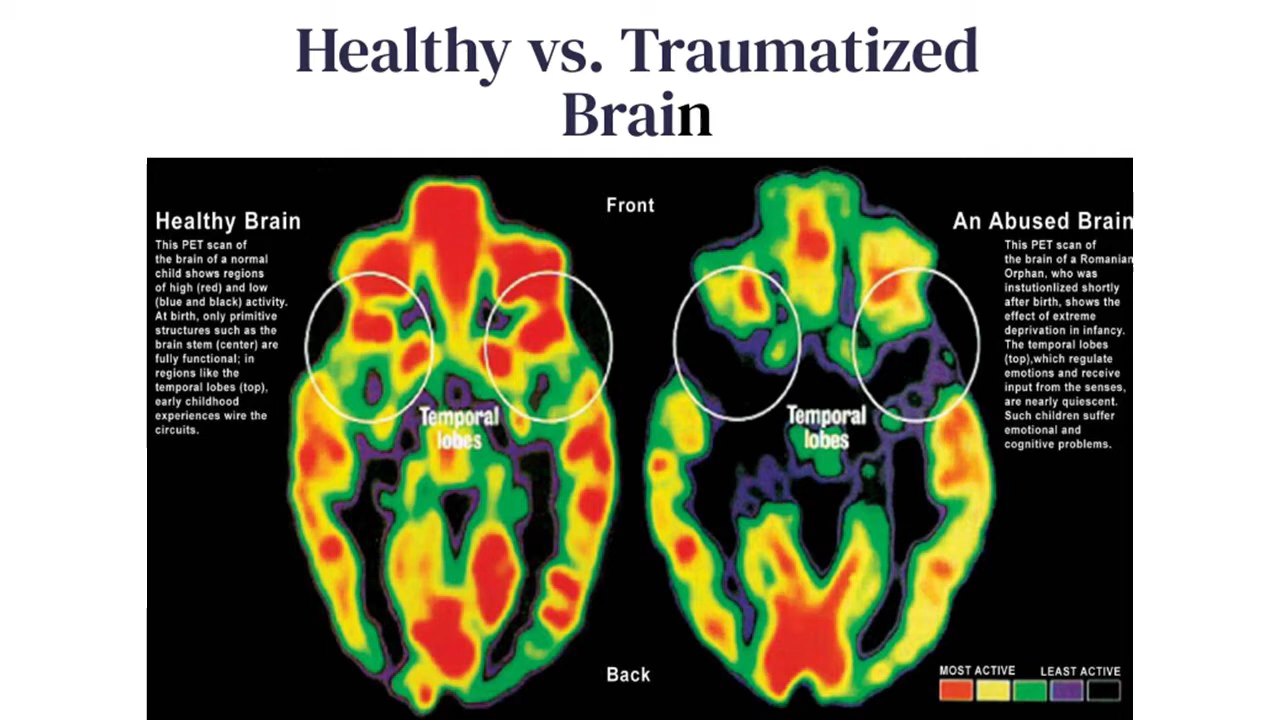 Healthy vs. Traumatized
Brain
Healthy Brain
This PET scan of
the brain of a normal
child shows regions
of high (red) and low
(blue and black) activity.
At birth, only primitive
structures such as the
brain stem (center) are
fully functional; in
regions like the
temporal lobes (top),
early childhood
experiences wire the
circuits.
Front
An Abused Brain
This PET scan of
the brain of a Romanian
Orphan, who was
instutionlized shortly
after birth, shows the
effect of extreme
deprivation in infancy.
The temporal lobes
(top),which regulate
emotions and receive
input from the senses,
are nearly quiescent.
Such children suffer
emotional and
cognitive problems.
Temporal
lobes
Temporal
lobes
Back
MOST ACTIVE LEAST ACTIVE